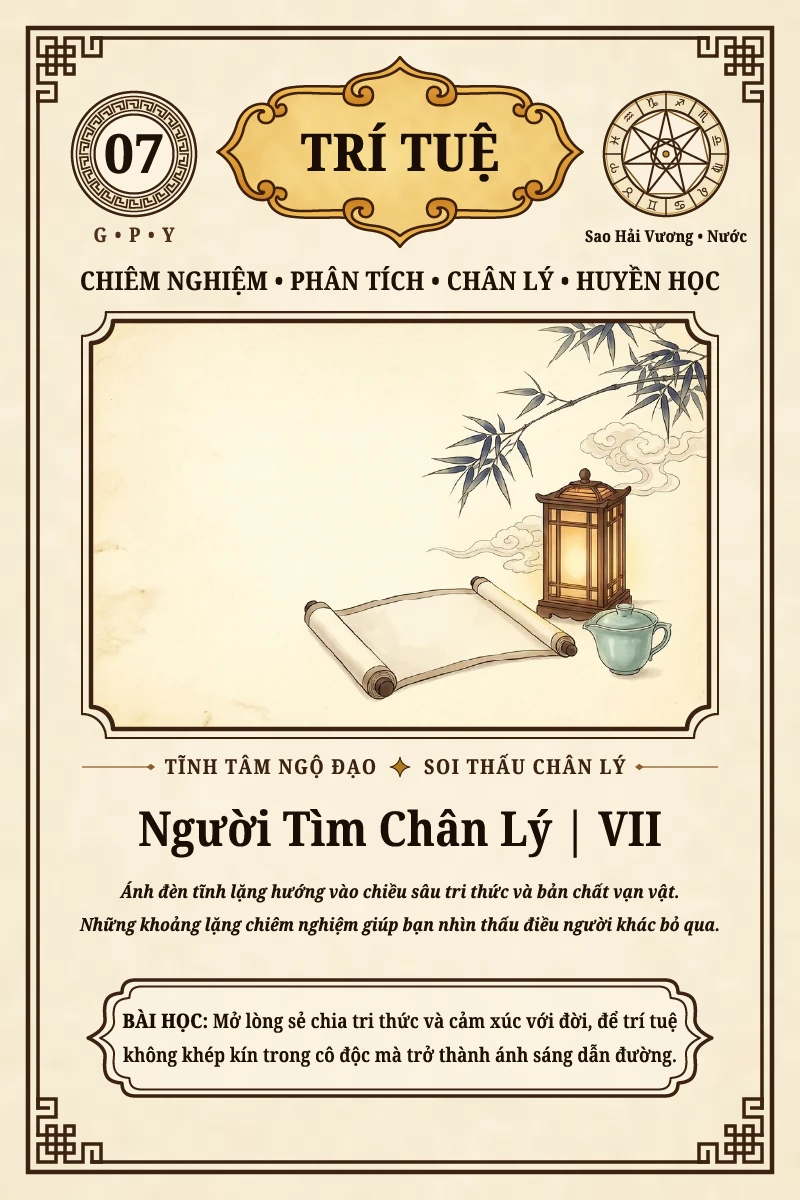 07
TRÍ TUỆ
G • P • Y
Sao Hải Vương • Nước
CHIÊM NGHIỆM • PHÂN TÍCH • CHÂN LÝ • HUYỀN HỌC
TĨNH TÂM NGỘ ĐẠO ✦ SOI THẤU CHÂN LÝ
Người Tìm Chân Lý | VII
Ánh đèn tĩnh lặng hướng vào chiều sâu tri thức và bản chất vạn vật.
Những khoảng lặng chiêm nghiệm giúp bạn nhìn thấu điều người khác bỏ qua.
BÀI HỌC: Mở lòng sẻ chia tri thức và cảm xúc với đời, để trí tuệ
không khép kín trong cô độc mà trở thành ánh sáng dẫn đường.